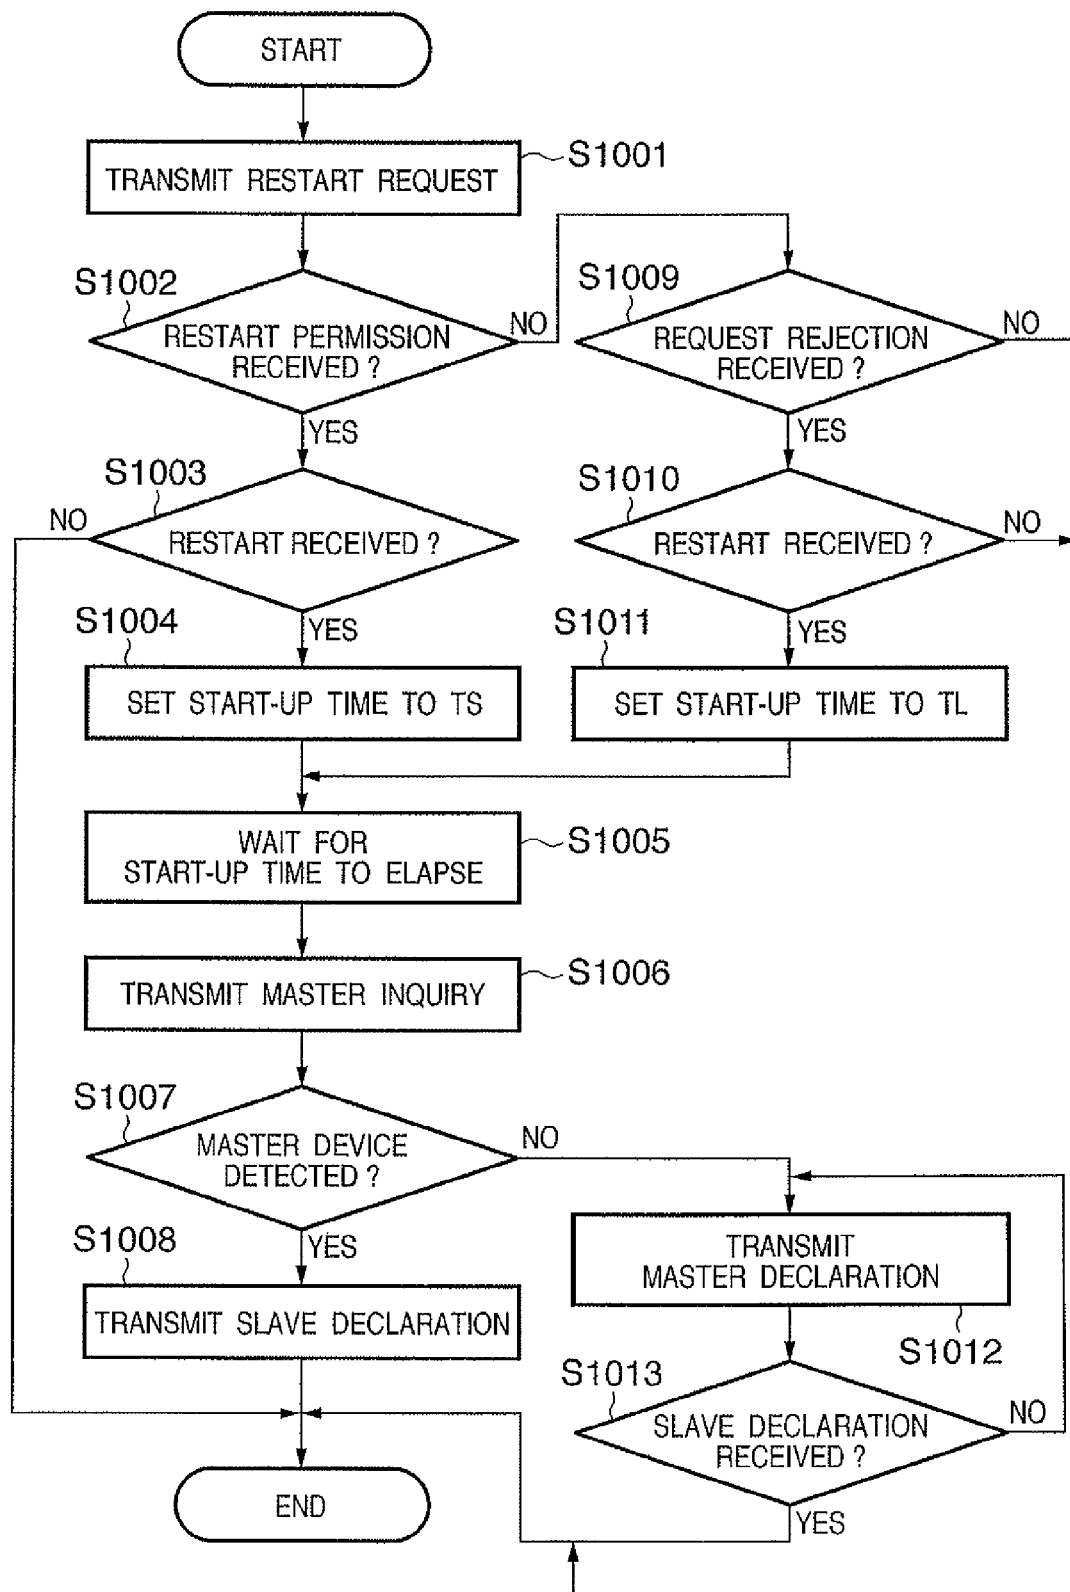 START
TRANSMIT RESTART REQUEST
S1001
S1002
RESTART PERMISSION
RECEIVED ?
NO
YES
S1009
REQUEST REJECTION
RECEIVED ?
NO
YES
S1003
NO
RESTART RECEIVED ?
YES
S1010
RESTART RECEIVED ?
NO
YES
S1004
SET START-UP TIME TO TS
S1011
SET START-UP TIME TO TL
WAIT FOR
START-UP TIME TO ELAPSE
S1005
TRANSMIT MASTER INQUIRY
S1006
S1007
MASTER DEVICE
DETECTED ?
NO
YES
S1008
TRANSMIT SLAVE DECLARATION
TRANSMIT
MASTER DECLARATION
S1012
S1013
SLAVE DECLARATION
RECEIVED ?
NO
YES
END